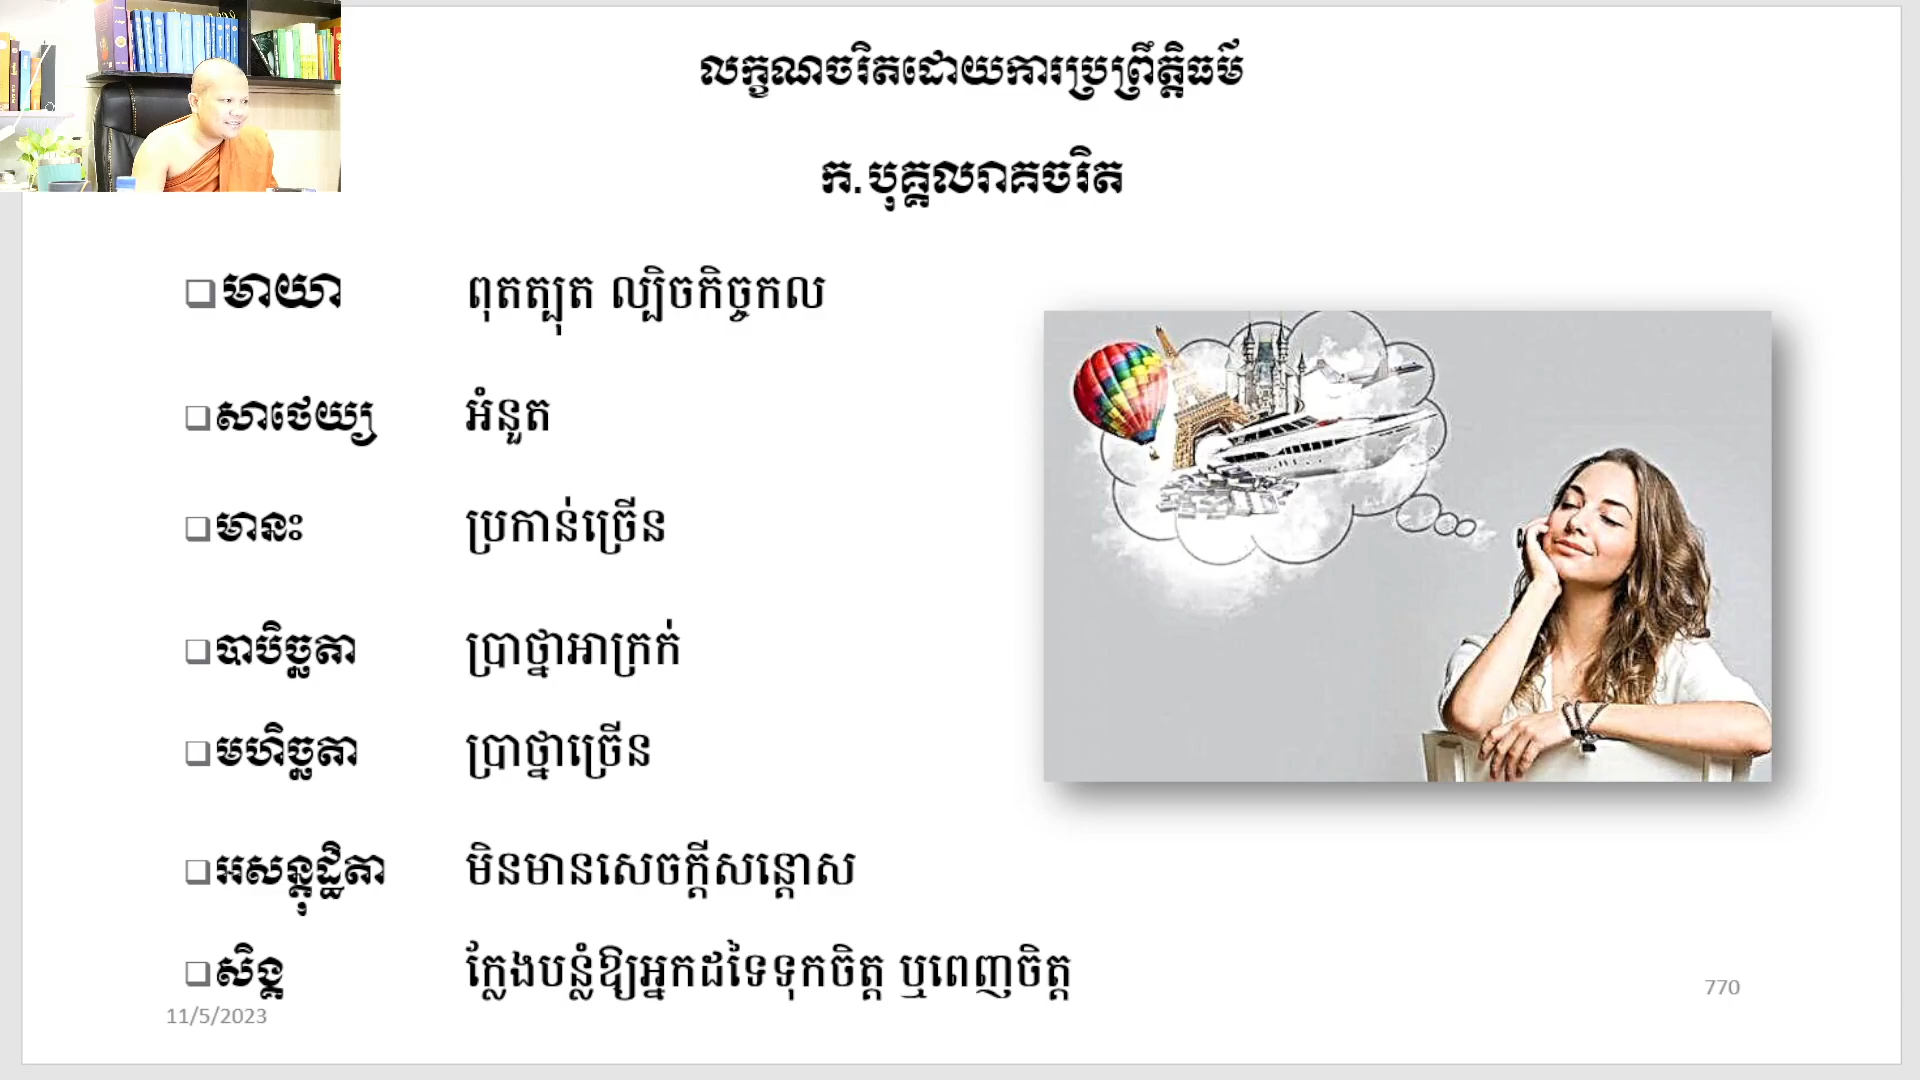 លក្ខណចរិតដោយការប្រព្រឹត្តិធម៌
ក. បុគ្គលរាគចរិត
❑មាយា ពុតត្បុត ល្បិចកិច្ចកល
❑សាថេយ្យ អំនួត
❑មានះ ប្រកាន់ច្រើន
❑បាបិច្ឆតា ប្រាថ្នាអាក្រក់
❑មហិច្ឆតា ប្រាថ្នាច្រើន
❑អសន្តុដ្ឋិតា មិនមានសេចក្តីសន្តោស
❑សិង្គ ក្លែងបន្លំឱ្យអ្នកដទៃទុកចិត្ត ឬពេញចិត្ត
770
11/5/2023